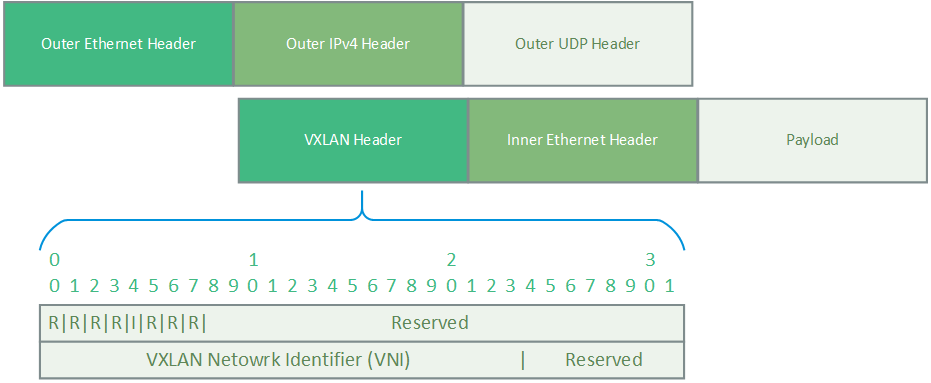 Outer Ethernet Header Outer IPv4 Header Outer UDP Header
VXLAN Header Inner Ethernet Header Payload
0 1 2 3
0 1 2 3 4 5 6 7 8 9 0 1 2 3 4 5 6 7 8 9 0 1 2 3 4 5 6 7 8 9 0 1
R|R|R|R|I|R|R|R| Reserved
VXLAN Netowrk Identifier (VNI) | Reserved